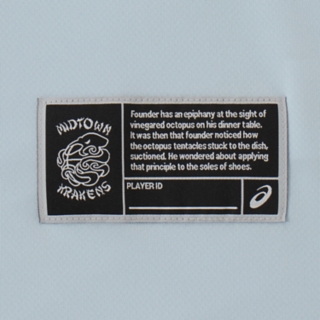 MIDTOWN
KRAKENS
Founder has an epiphany at the sight of
vinegared octopus on his dinner table.
It was then that founder noticed how
the octopus tentacles stuck to the dish,
suctioned. He wondered about applying
that principle to the soles of shoes.
PLAYER ID